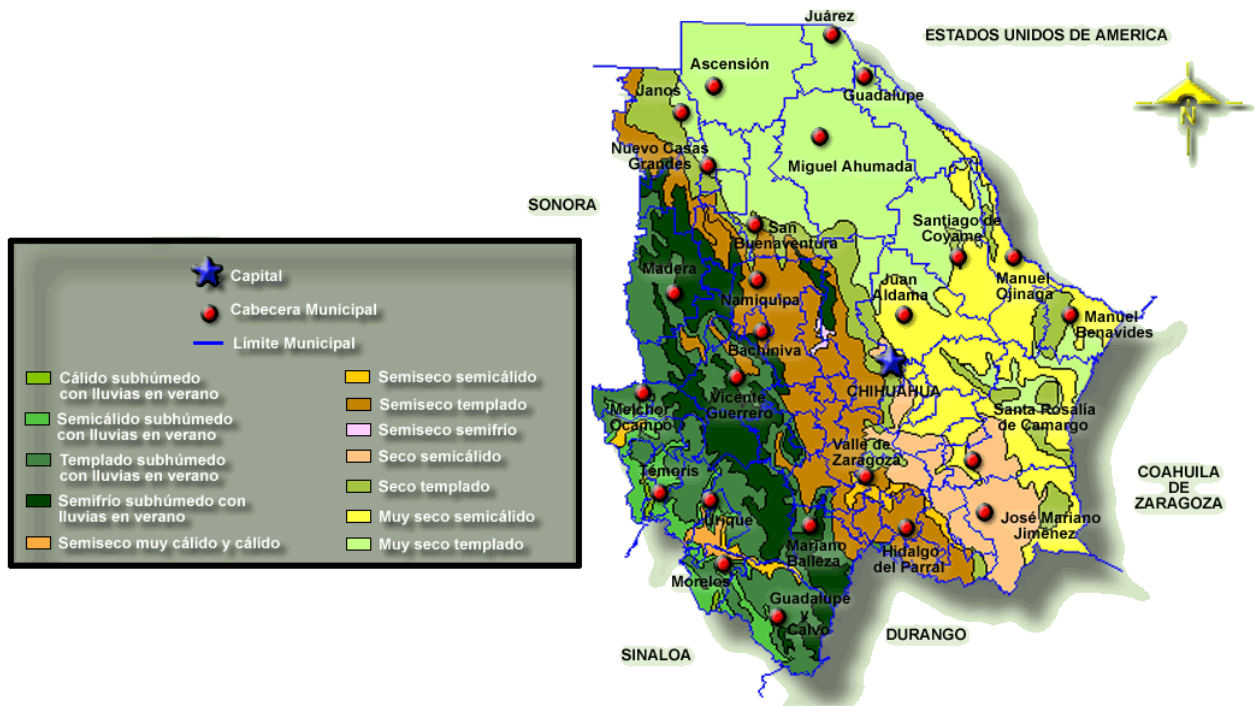 Juárez
ESTADOS UNIDOS DE AMERICA
Ascensión
Janos
Guadalupe
N
Nuevo Casas
Grandes
Miguel Ahumada
SONORA
San
Buenaventura
Santiago de
Coyame
Madera
Namiquipa
Juan
Aldama
Manuel
Ojinaga
Manuel
Benavides
Bachiniva
CHIHUAHUA
Melchor
Ocampo
Vicente
Guerrero
Santa Rosalía
de Camargo
Valle de
Zaragoza
Témoris
COAHUILA
DE
ZARAGOZA
Urique
Mariano
Balleza
Hidalgo
del Parral
José Mariano
Jiménez
Morelos
Guadalupe
y
Calvo
DURANGO
SINALOA
Capital
Cabecera Municipal
Límite Municipal
Cálido subhúmedo
con lluvias en verano
Semicálido subhúmedo
con lluvias en verano
Templado subhúmedo
con lluvias en verano
Semifrío subhúmedo con
lluvias en verano
Semiseco muy cálido y cálido
Semiseco semicálido
Semiseco templado
Semiseco semifrío
Seco semicálido
Seco templado
Muy seco semicálido
Muy seco templado